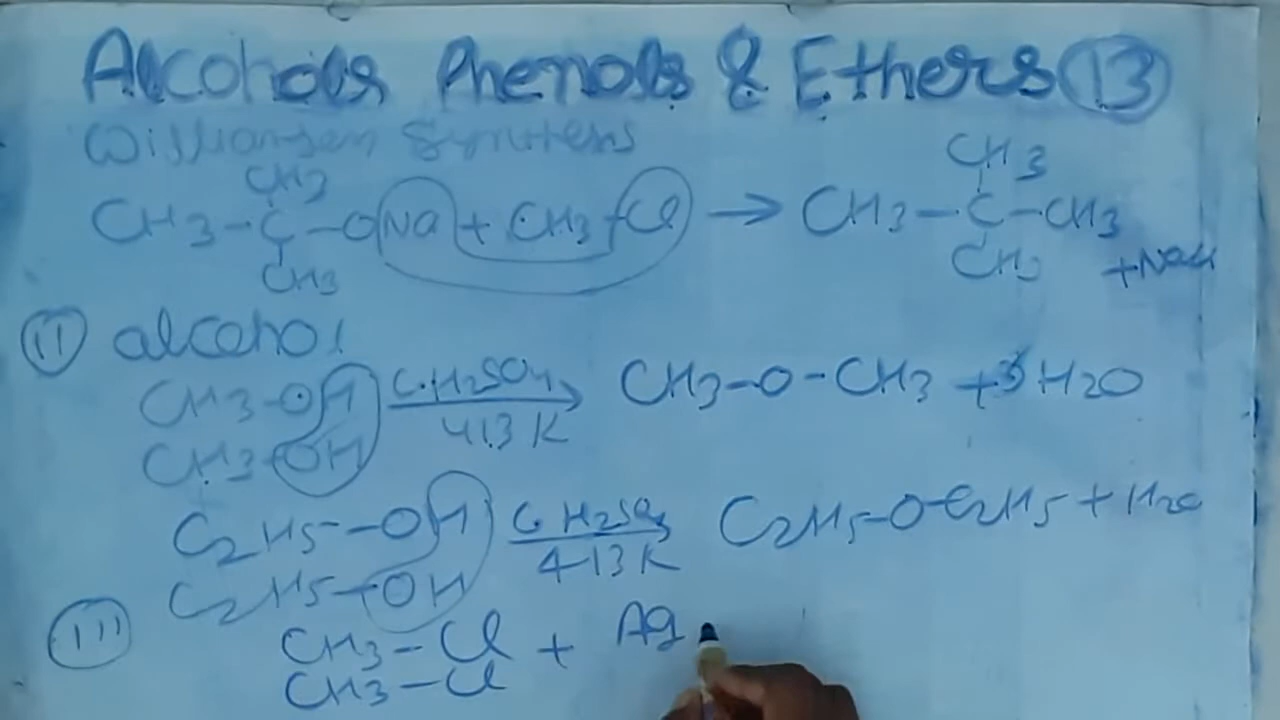 Alcohols Phenols & Ethers 13
Williamsen Synthesis
CH3 CH3
CH3-C-ONa + CH3-Cl → CH3-C-CH3
CH3 CH3 + NaCl
II alcohol
CH3-OH C.H2SO4 CH3-O-CH3 + H2O
CH3-OH 413 K
C2H5-OH C.H2SO4 C2H5-O-C2H5 + H2O
C2H5-OH 413 K
III CH3-Cl + Ag
CH3-Cl